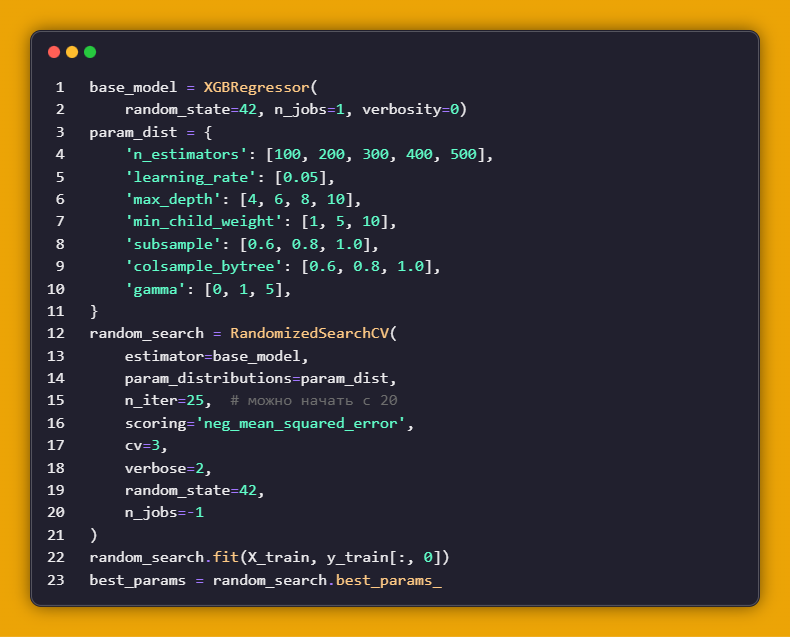 1 base_model = XGBRegressor(
2     random_state=42, n_jobs=1, verbosity=0)
3 param_dist = {
4     'n_estimators': [100, 200, 300, 400, 500],
5     'learning_rate': [0.05],
6     'max_depth': [4, 6, 8, 10],
7     'min_child_weight': [1, 5, 10],
8     'subsample': [0.6, 0.8, 1.0],
9     'colsample_bytree': [0.6, 0.8, 1.0],
10     'gamma': [0, 1, 5],
11 }
12 random_search = RandomizedSearchCV(
13     estimator=base_model,
14     param_distributions=param_dist,
15     n_iter=25,  # можно начать с 20
16     scoring='neg_mean_squared_error',
17     cv=3,
18     verbose=2,
19     random_state=42,
20     n_jobs=-1
21 )
22 random_search.fit(X_train, y_train[:, 0])
23 best_params = random_search.best_params_